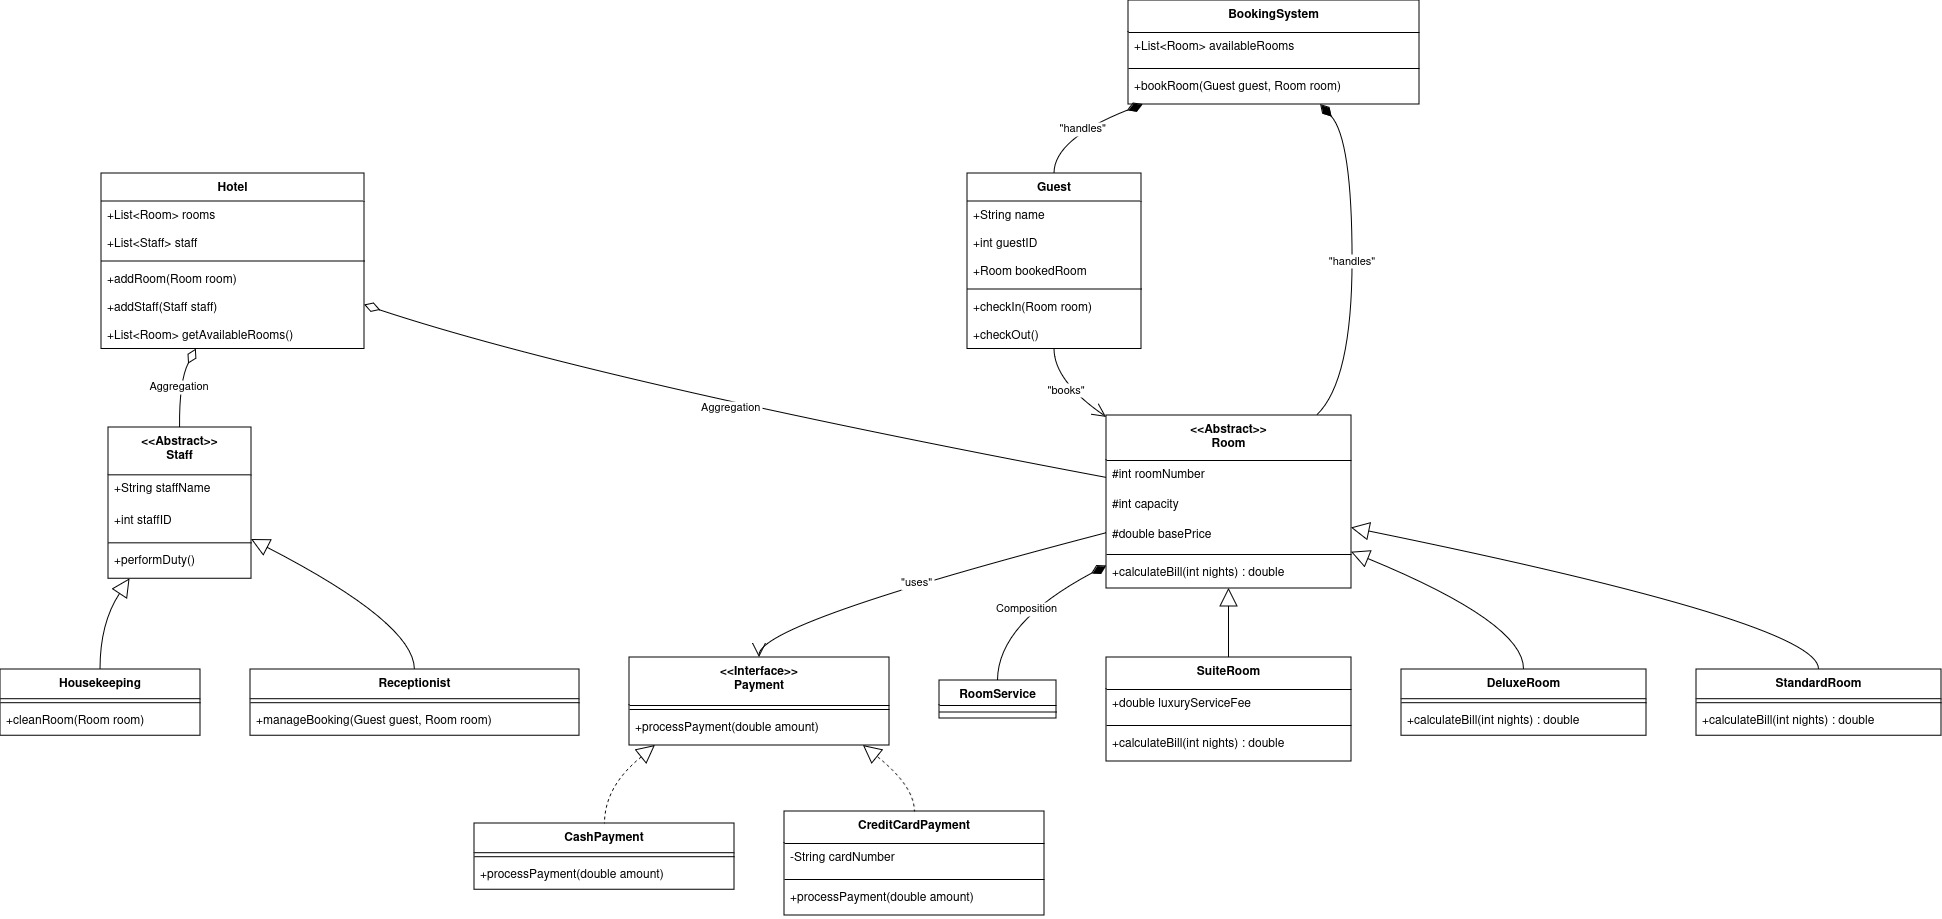 BookingSystem
+List<Room> availableRooms
+bookRoom(Guest guest, Room room)
"handles"
"handles"
Hotel
+List<Room> rooms
+List<Staff> staff
+addRoom(Room room)
+addStaff(Staff staff)
+List<Room> getAvailableRooms()
Guest
+String name
+int guestID
+Room bookedRoom
+checkIn(Room room)
+checkOut()
Aggregation
Aggregation
"books"
<<Abstract>>
Staff
+String staffName
+int staffID
+performDuty()
<<Abstract>>
Room
#int roomNumber
#int capacity
#double basePrice
+calculateBill(int nights) : double
"uses"
Composition
Housekeeping
+cleanRoom(Room room)
Receptionist
+manageBooking(Guest guest, Room room)
<<Interface>>
Payment
+processPayment(double amount)
RoomService
SuiteRoom
+double luxuryServiceFee
+calculateBill(int nights) : double
DeluxeRoom
+calculateBill(int nights) : double
StandardRoom
+calculateBill(int nights) : double
CashPayment
+processPayment(double amount)
CreditCardPayment
-String cardNumber
+processPayment(double amount)